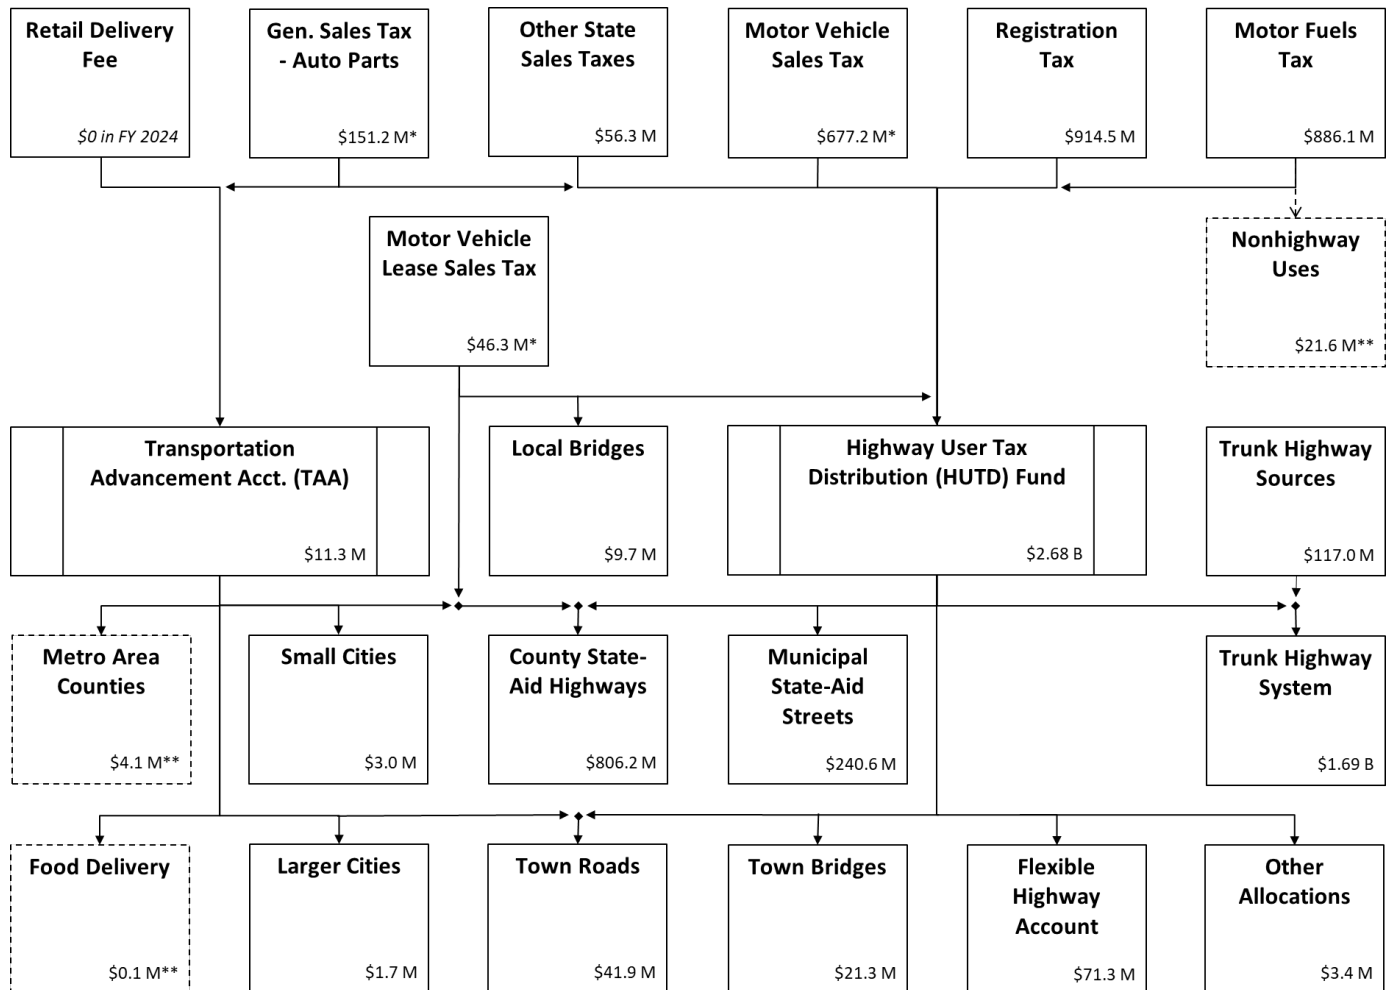 Retail Delivery
Fee
$0 in FY 2024
Gen. Sales Tax
- Auto Parts
$151.2 M*
Other State
Sales Taxes
$56.3 M
Motor Vehicle
Sales Tax
$677.2 M*
Registration
Tax
$914.5 M
Motor Fuels
Tax
$886.1 M
Motor Vehicle
Lease Sales Tax
$46.3 M*
Nonhighway
Uses
$21.6 M**
Transportation
Advancement Acct. (TAA)
$11.3 M
Local Bridges
$9.7 M
Highway User Tax
Distribution (HUTD) Fund
$2.68 B
Trunk Highway
Sources
$117.0 M
Metro Area
Counties
$4.1 M**
Small Cities
$3.0 M
County State-
Aid Highways
$806.2 M
Municipal
State-Aid
Streets
$240.6 M
Trunk Highway
System
$1.69 B
Food Delivery
$0.1 M**
Larger Cities
$1.7 M
Town Roads
$41.9 M
Town Bridges
$21.3 M
Flexible
Highway
Account
$71.3 M
Other
Allocations
$3.4 M